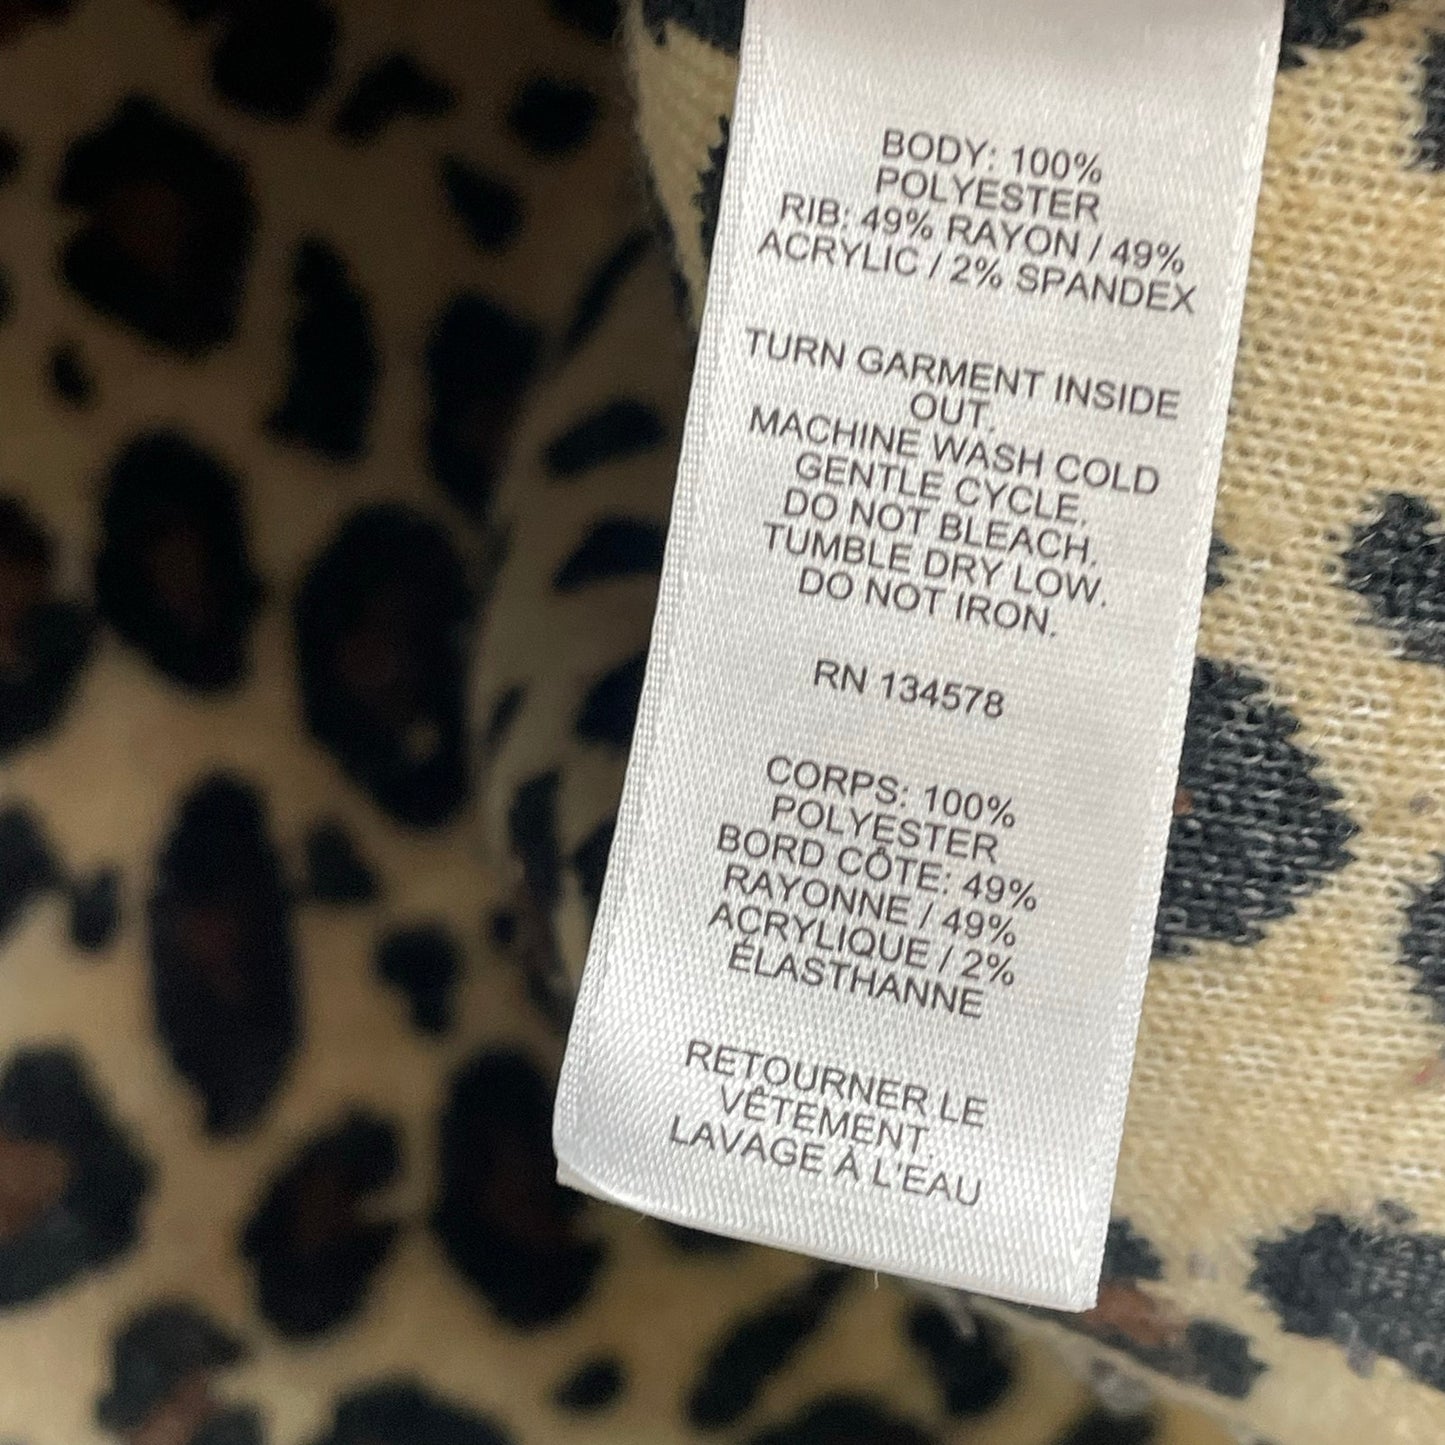 BODY: 100%
POLYESTER
RIB: 49% RAYON / 49%
ACRYLIC / 2% SPANDEX
TURN GARMENT INSIDE
OUT.
MACHINE WASH COLD
GENTLE CYCLE.
DO NOT BLEACH.
TUMBLE DRY LOW.
DO NOT IRON.
RN 134578
CORPS: 100%
POLYESTER
BORD CÔTE: 49%
RAYONNE / 49%
ACRYLIQUE / 2%
ÉLASTHANNE
RETOURNER LE
VÊTEMENT.
LAVAGE À L'EAU